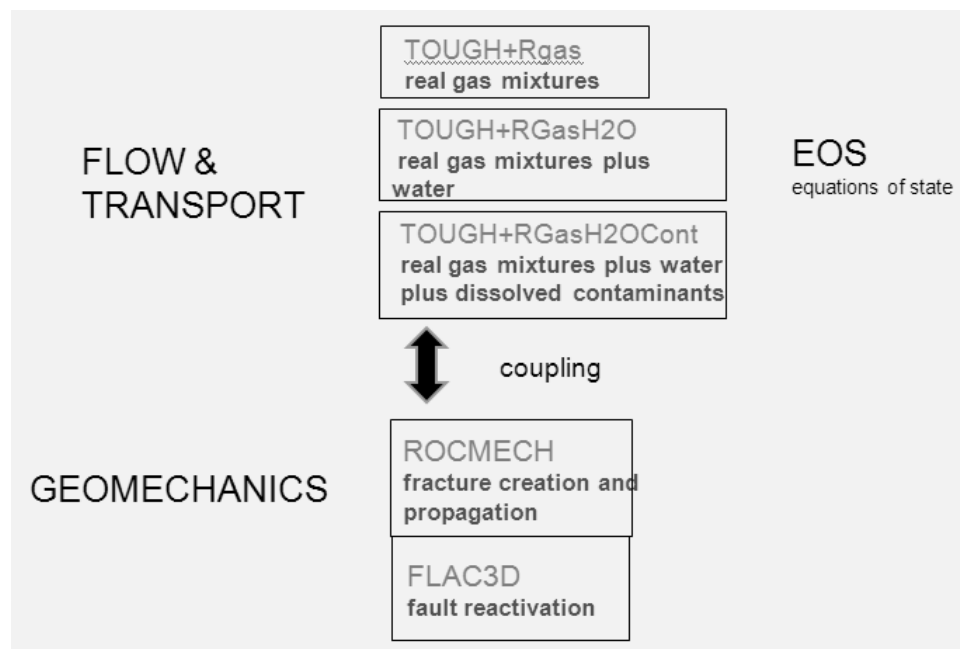 TOUGH+Rgas
real gas mixtures
TOUGH+RGasH2O
real gas mixtures plus
water
FLOW &
TRANSPORT
EOS
equations of state
TOUGH+RGasH2OCont
real gas mixtures plus water
plus dissolved contaminants
coupling
ROCMECH
fracture creation and
propagation
GEOMECHANICS
FLAC3D
fault reactivation